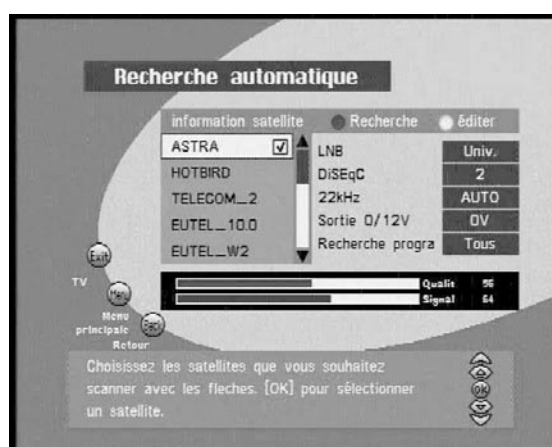 Recherche automatique
information satellite Recherche éditer
ASTRA
HOTBIRD
TELECOM_2
EUTEL_10.0
EUTEL_W2
LNB Univ.
DiSEqC 2
22kHz AUTO
Sortie 0/12V 0V
Recherche progra Tous
Exit
TV
Menu
Menu
principale
Back
Retour
Qualit 56
Signal 64
Choisissez les satellites que vous souhaitez
scanner avec les fleches. [OK] pour sélectionner
un satellite.
OK